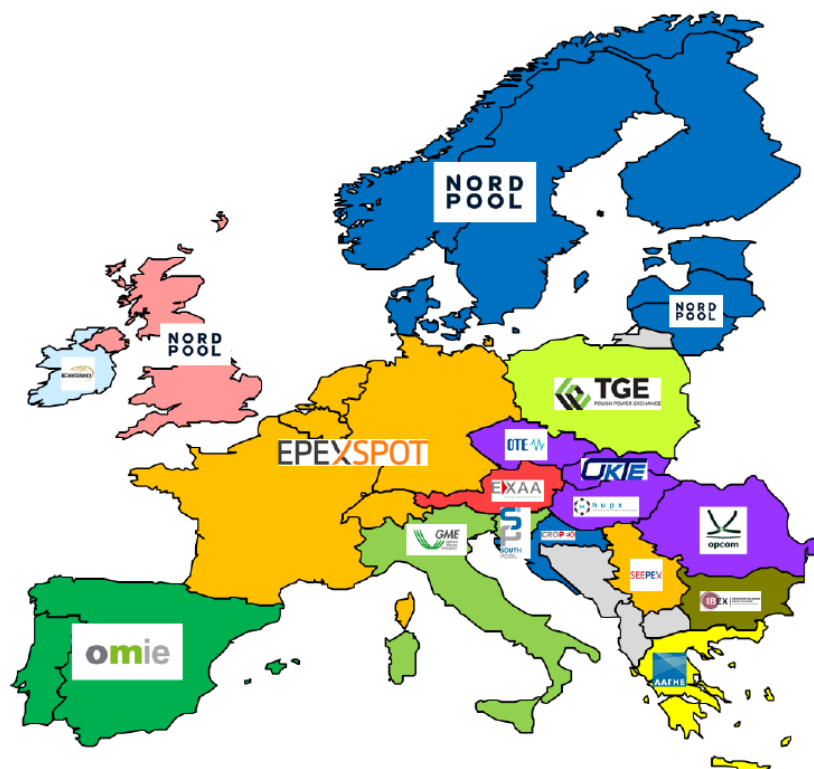 NORD
POOL
NORD
POOL
NORD
POOL
TGE
POLISH POWER EXCHANGE
OTE
EPEXSPOT
OKTE
EXAA
hupx
GME
SOUTH
POOL
opcom
SEEPEX
IBEX
omie
ΛΑΓΗΕ